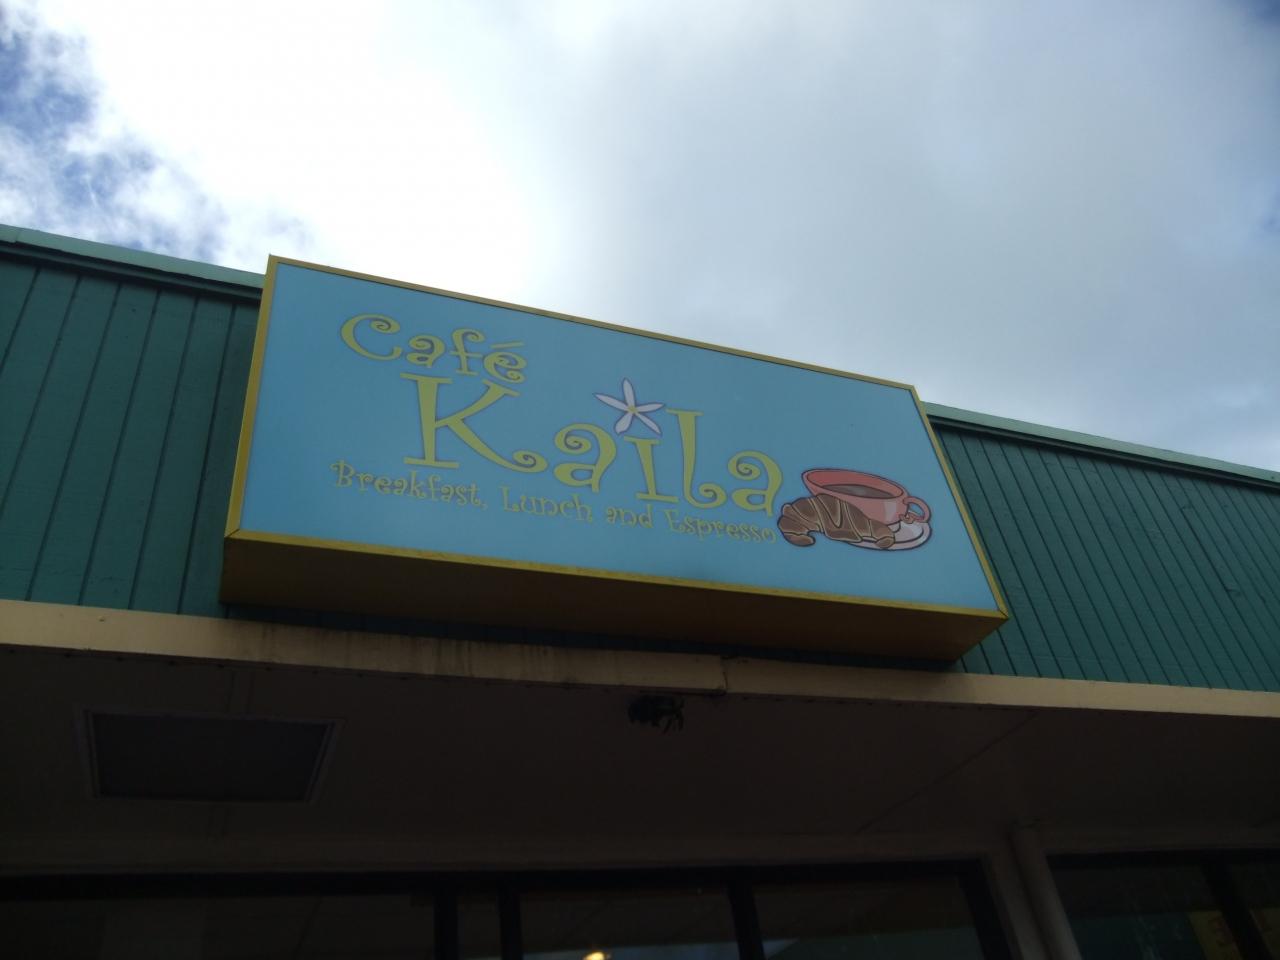 Café
Kaila
Breakfast, Lunch and Espresso